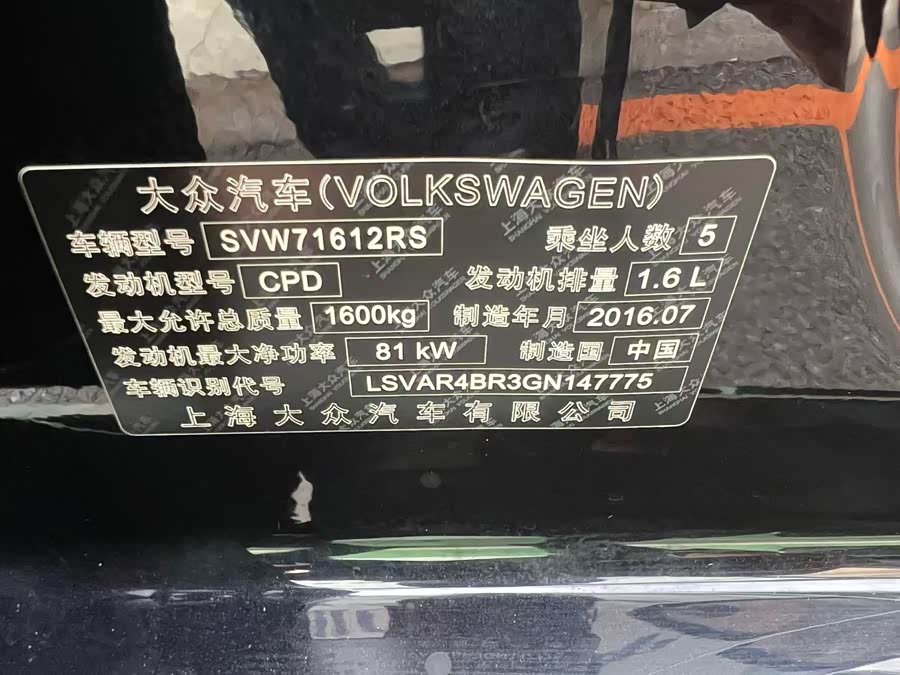 大众汽车(VOLKSWAGEN)
车辆型号 SVW71612RS 乘坐人数 5
发动机型号 CPD 发动机排量 1.6 L
最大允许总质量 1600kg 制造年月 2016.07
发动机最大净功率 81 kW 制造国 中国
车辆识别代号 LSVAR4BR3GN147775
上海大众汽车有限公司